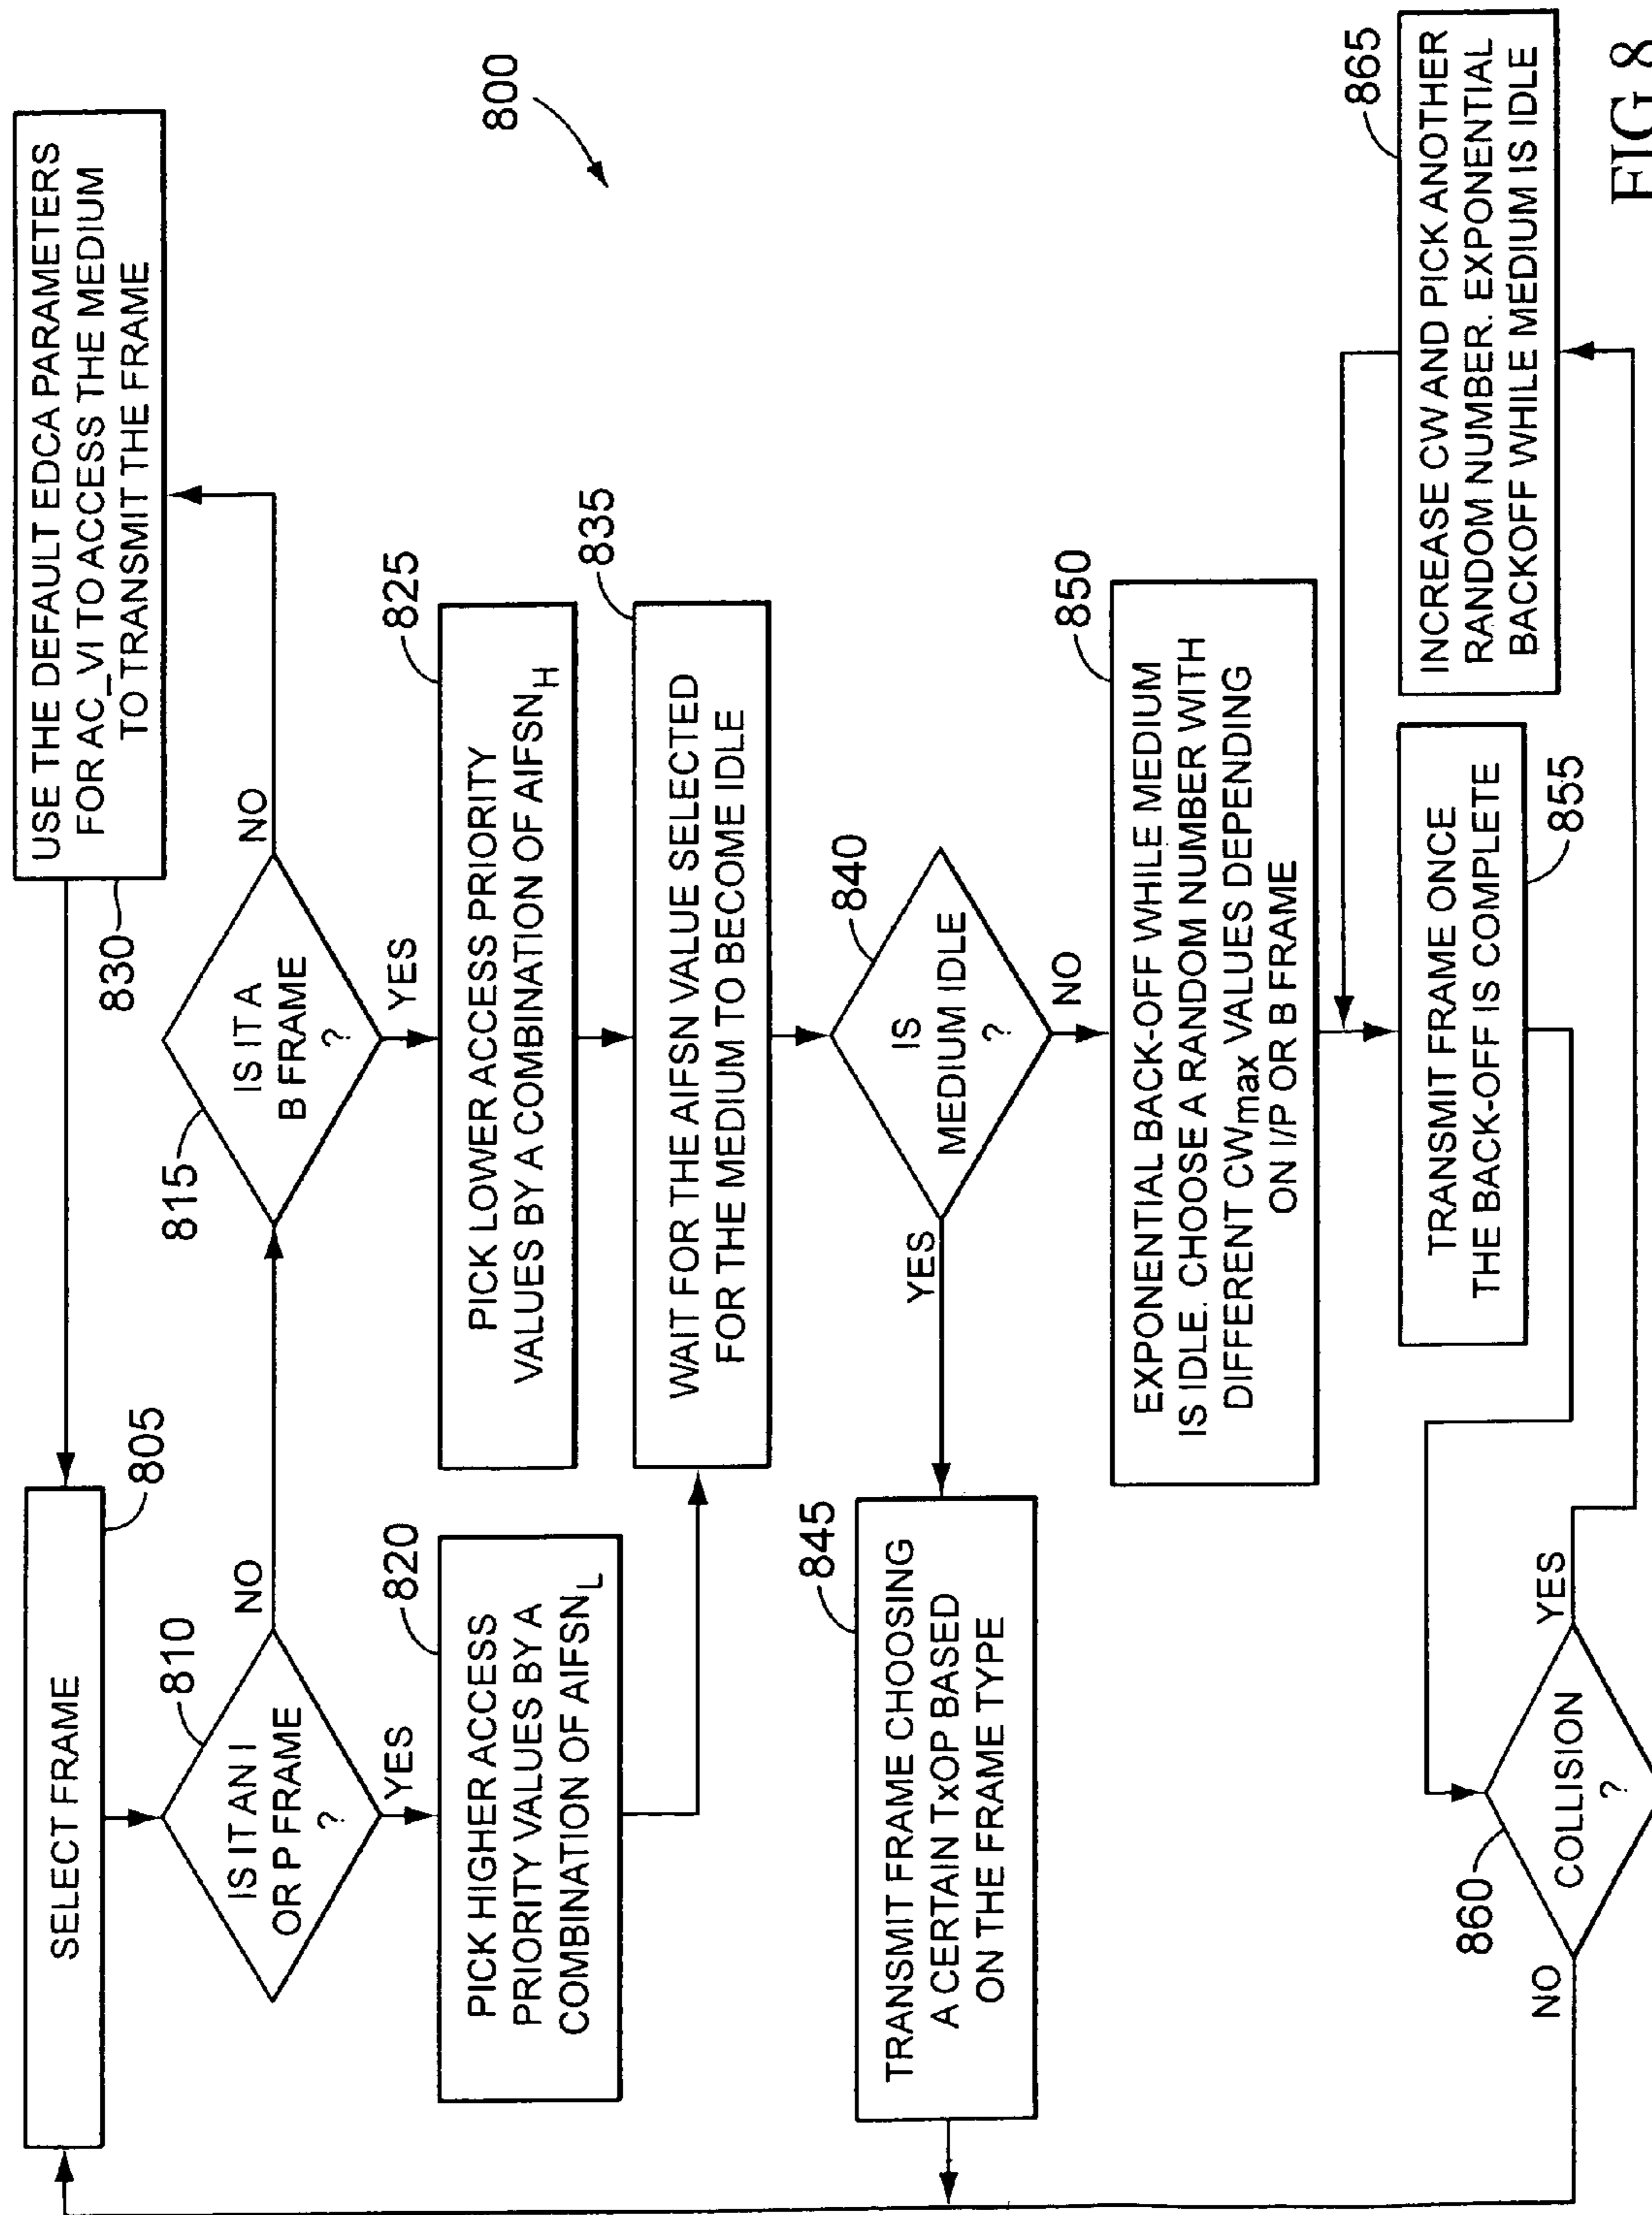 800
SELECT FRAME
805
IS IT AN I
OR P FRAME
?
810
NO
YES
IS IT A
B FRAME
?
815
NO
YES
USE THE DEFAULT EDCA PARAMETERS
FOR AC_VI TO ACCESS THE MEDIUM
TO TRANSMIT THE FRAME
830
PICK HIGHER ACCESS
PRIORITY VALUES BY A
COMBINATION OF AIFSNL
820
PICK LOWER ACCESS PRIORITY
VALUES BY A COMBINATION OF AIFSNH
825
WAIT FOR THE AIFSN VALUE SELECTED
FOR THE MEDIUM TO BECOME IDLE
835
IS
MEDIUM IDLE
?
840
YES
NO
TRANSMIT FRAME CHOOSING
A CERTAIN TxOP BASED
ON THE FRAME TYPE
845
EXPONENTIAL BACK-OFF WHILE MEDIUM
IS IDLE. CHOOSE A RANDOM NUMBER WITH
DIFFERENT CWmax VALUES DEPENDING
ON I/P OR B FRAME
850
TRANSMIT FRAME ONCE
THE BACK-OFF IS COMPLETE
855
COLLISION
?
860
NO
YES
INCREASE CW AND PICK ANOTHER
RANDOM NUMBER. EXPONENTIAL
BACKOFF WHILE MEDIUM IS IDLE
865
FIG 8